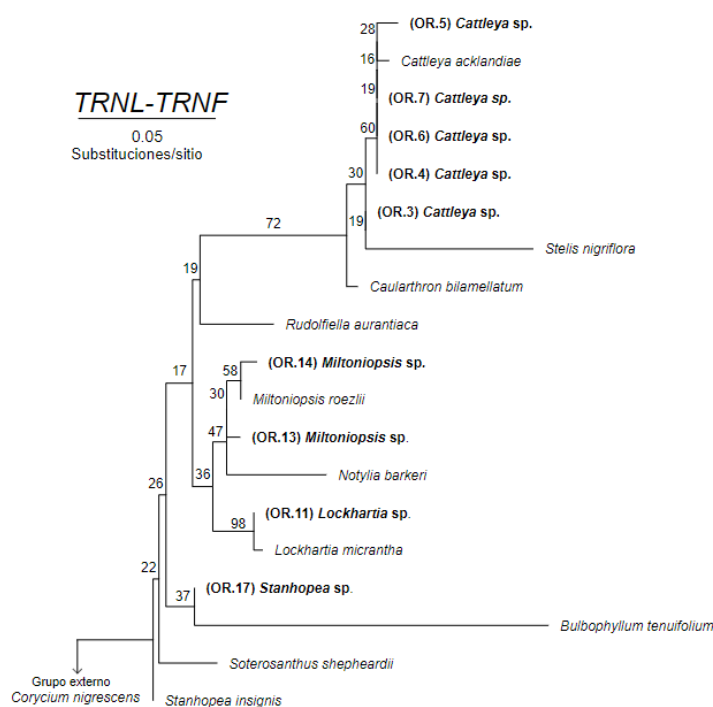 28
(OR.5) Cattleya sp.
16
Cattleya acklandiae
19
(OR.7) Cattleya sp.
TRNL-TRNF
0.05
Substituciones/sitio
60
(OR.6) Cattleya sp.
30
(OR.4) Cattleya sp.
19
(OR.3) Cattleya sp.
72
Stelis nigriflora
19
Caularthron bilamellatum
Rudolfiella aurantiaca
17
58
(OR.14) Miltoniopsis sp.
30
Miltoniopsis roezlii
47
(OR.13) Miltoniopsis sp.
36
Notylia barkeri
26
(OR.11) Lockhartia sp.
98
Lockhartia micrantha
22
(OR.17) Stanhopea sp.
37
Bulbophyllum tenuifolium
Soterosanthus shepheardii
Grupo externo
Corycium nigrescens
Stanhopea insignis